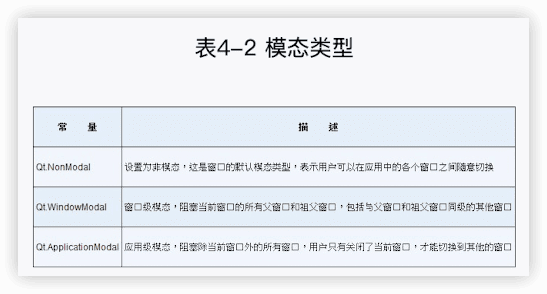 表4-2 模态类型
常 量 描 述
Qt.NonModal 设置为非模态，这是窗口的默认模态类型，表示用户可以在应用中的各个窗口之间随意切换
Qt.WindowModal 窗口级模态，阻塞当前窗口的所有父窗口和祖父窗口，包括与父窗口和祖父窗口同级的其他窗口
Qt.ApplicationModal 应用级模态，阻塞除当前窗口外的所有窗口，用户只有关闭了当前窗口，才能切换到其他的窗口